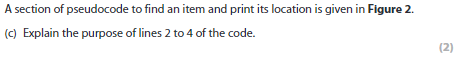 A section of pseudocode to find an item and print its location is given in Figure 2.
(c) Explain the purpose of lines 2 to 4 of the code.
(2)